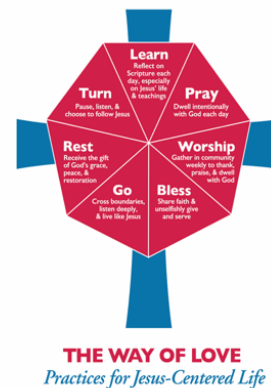 Learn
Reflect on
Scripture each
day, especially
on Jesus' life
& teachings
Turn
Pause, listen, &
choose to follow Jesus
Pray
Dwell intentionally
with God each day
Rest
Receive the gift
of God's grace,
peace, &
restoration
Worship
Gather in community
weekly to thank,
praise, & dwell
with God
Go
Cross boundaries,
listen deeply,
& live like Jesus
Bless
Share faith &
unselfishly give
and serve
THE WAY OF LOVE
Practices for Jesus-Centered Life